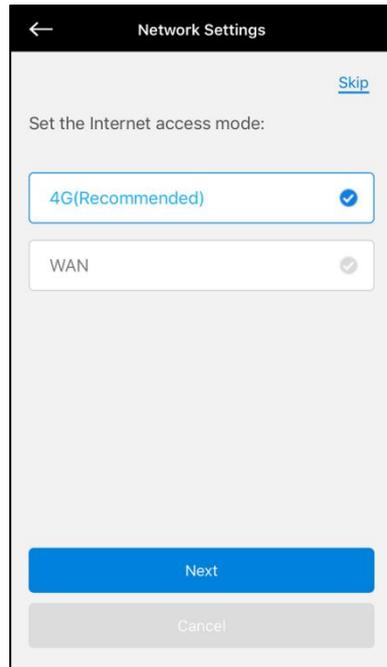 Network Settings
Skip
Set the Internet access mode:
4G(Recommended)
WAN
Next
Cancel